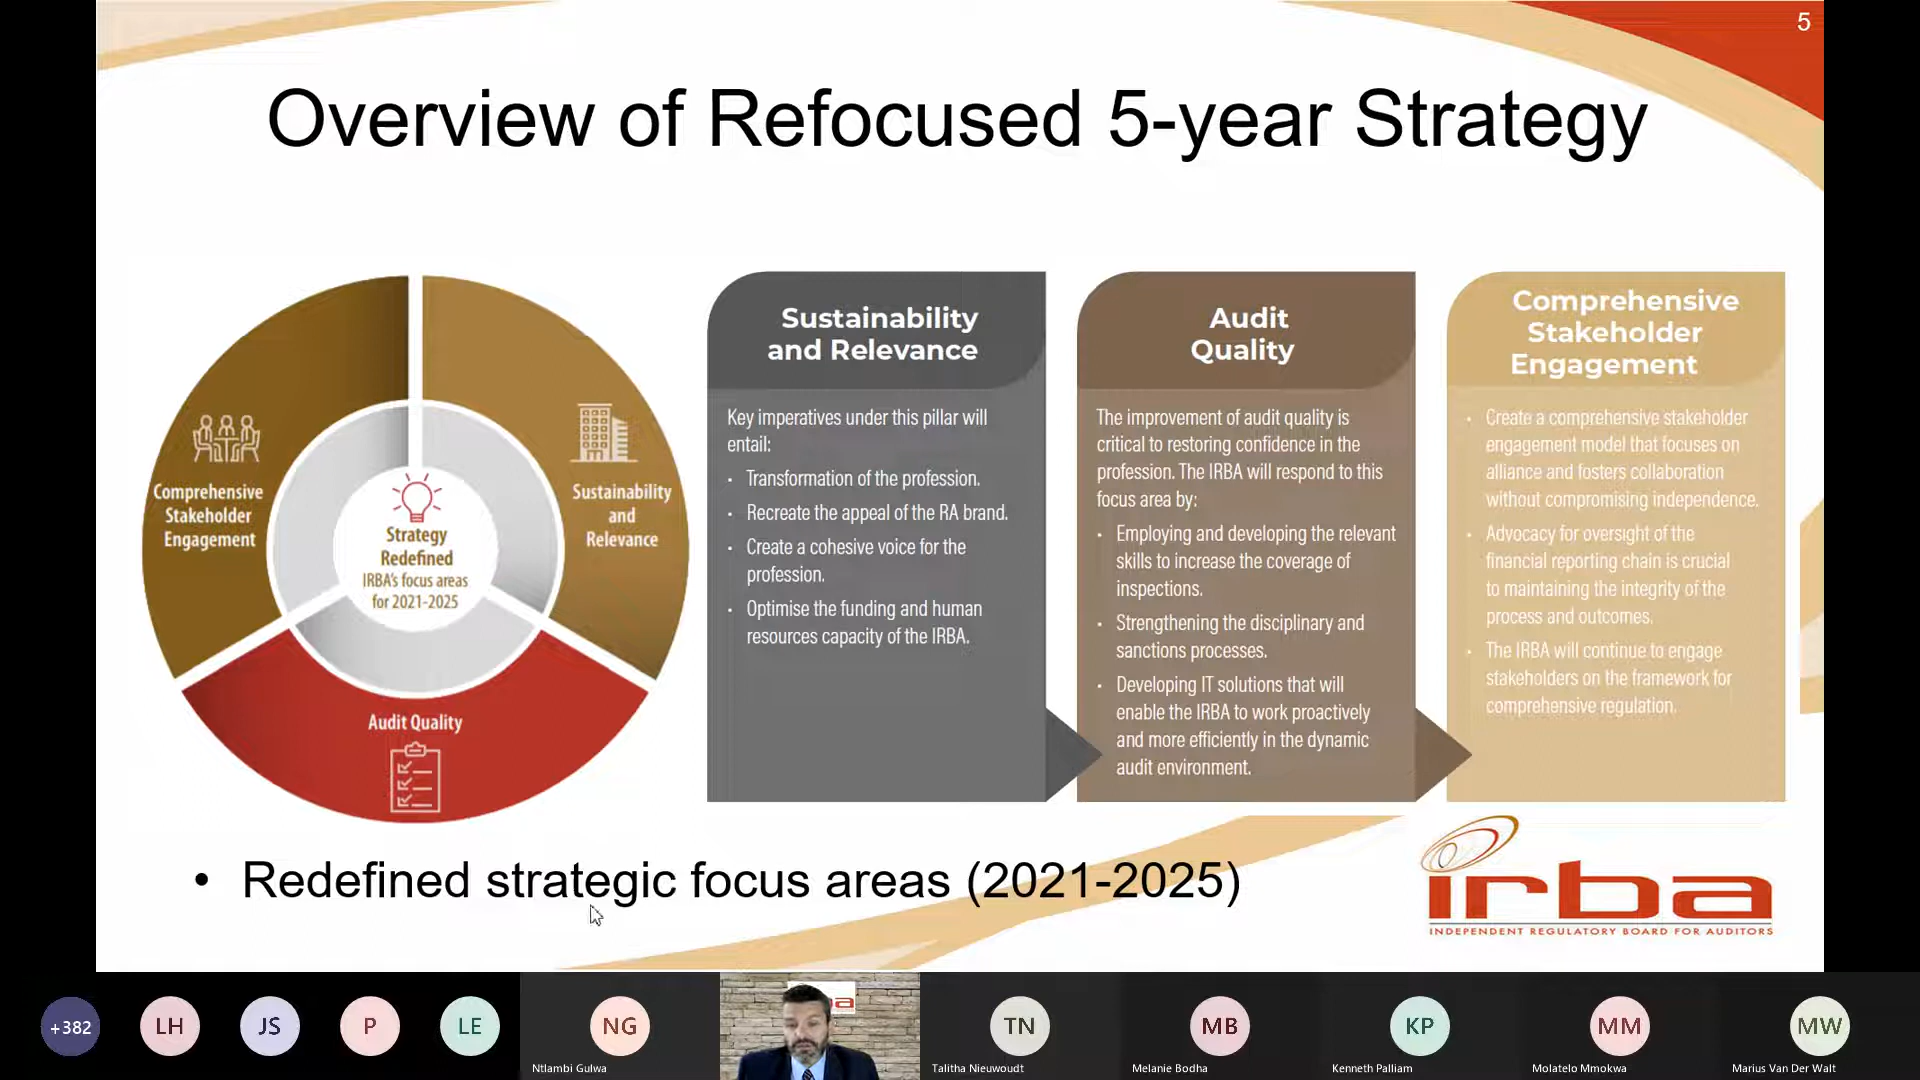 5
Overview of Refocused 5-year Strategy
Comprehensive
Stakeholder
Engagement
Sustainability
and
Relevance
Strategy
Redefined
IRBA's focus areas
for 2021-2025
Audit Quality
Sustainability
and Relevance
Key imperatives under this pillar will
entail:
• Transformation of the profession.
• Recreate the appeal of the RA brand.
• Create a cohesive voice for the
profession.
• Optimise the funding and human
resources capacity of the IRBA.
Audit
Quality
The improvement of audit quality is
critical to restoring confidence in the
profession. The IRBA will respond to this
focus area by:
• Employing and developing the relevant
skills to increase the coverage of
inspections.
• Strengthening the disciplinary and
sanctions processes.
• Developing IT solutions that will
enable the IRBA to work proactively
and more efficiently in the dynamic
audit environment.
Comprehensive
Stakeholder
Engagement
• Create a comprehensive stakeholder
engagement model that focuses on
alliance and fosters collaboration
without compromising independence.
• Advocacy for oversight of the
financial reporting chain is crucial
to maintaining the integrity of the
process and outcomes.
• The IRBA will continue to engage
stakeholders on the framework for
comprehensive regulation.
• Redefined strategic focus areas (2021-2025)
irba
INDEPENDENT REGULATORY BOARD FOR AUDITORS
+382
LH
JS
P
LE
NG
Ntlambi Gulwa
TN
Talitha Nieuwoudt
MB
Melanie Bodha
KP
Kenneth Palliam
MM
Molatelo Mmokwa
MW
Marius Van Der Walt